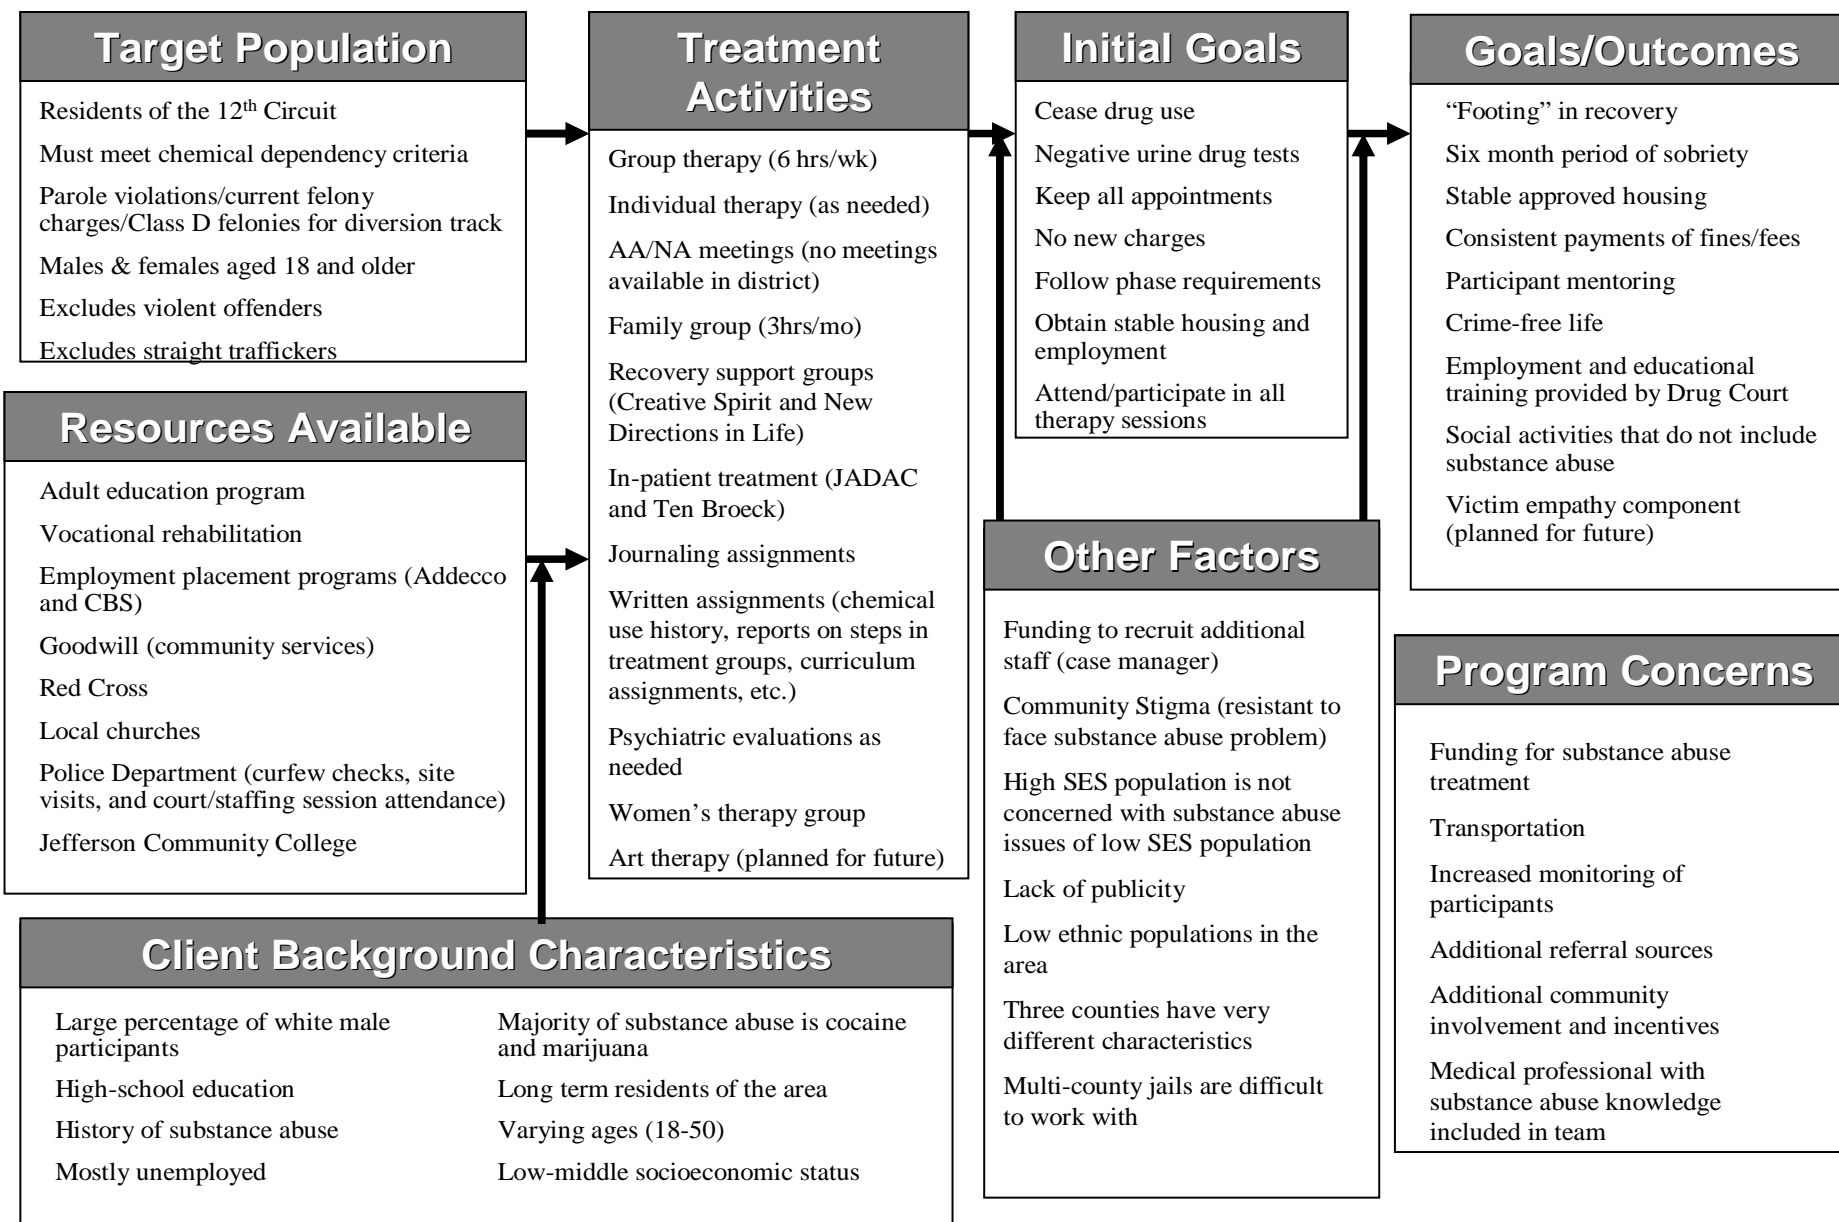 Target Population
Residents of the 12th Circuit
Must meet chemical dependency criteria
Parole violations/current felony
charges/Class D felonies for diversion track
Males & females aged 18 and older
Excludes violent offenders
Excludes straight traffickers
Resources Available
Adult education program
Vocational rehabilitation
Employment placement programs (Addecco
and CBS)
Goodwill (community services)
Red Cross
Local churches
Police Department (curfew checks, site
visits, and court/staffing session attendance)
Jefferson Community College
Client Background Characteristics
Large percentage of white male
participants
High-school education
History of substance abuse
Mostly unemployed
Majority of substance abuse is cocaine
and marijuana
Long term residents of the area
Varying ages (18-50)
Low-middle socioeconomic status
Treatment
Activities
Group therapy (6 hrs/wk)
Individual therapy (as needed)
AA/NA meetings (no meetings
available in district)
Family group (3hrs/mo)
Recovery support groups
(Creative Spirit and New
Directions in Life)
In-patient treatment (JADAC
and Ten Broeck)
Journaling assignments
Written assignments (chemical
use history, reports on steps in
treatment groups, curriculum
assignments, etc.)
Psychiatric evaluations as
needed
Women’s therapy group
Art therapy (planned for future)
Initial Goals
Cease drug use
Negative urine drug tests
Keep all appointments
No new charges
Follow phase requirements
Obtain stable housing and
employment
Attend/participate in all
therapy sessions
Other Factors
Funding to recruit additional
staff (case manager)
Community Stigma (resistant to
face substance abuse problem)
High SES population is not
concerned with substance abuse
issues of low SES population
Lack of publicity
Low ethnic populations in the
area
Three counties have very
different characteristics
Multi-county jails are difficult
to work with
Goals/Outcomes
“Footing” in recovery
Six month period of sobriety
Stable approved housing
Consistent payments of fines/fees
Participant mentoring
Crime-free life
Employment and educational
training provided by Drug Court
Social activities that do not include
substance abuse
Victim empathy component
(planned for future)
Program Concerns
Funding for substance abuse
treatment
Transportation
Increased monitoring of
participants
Additional referral sources
Additional community
involvement and incentives
Medical professional with
substance abuse knowledge
included in team